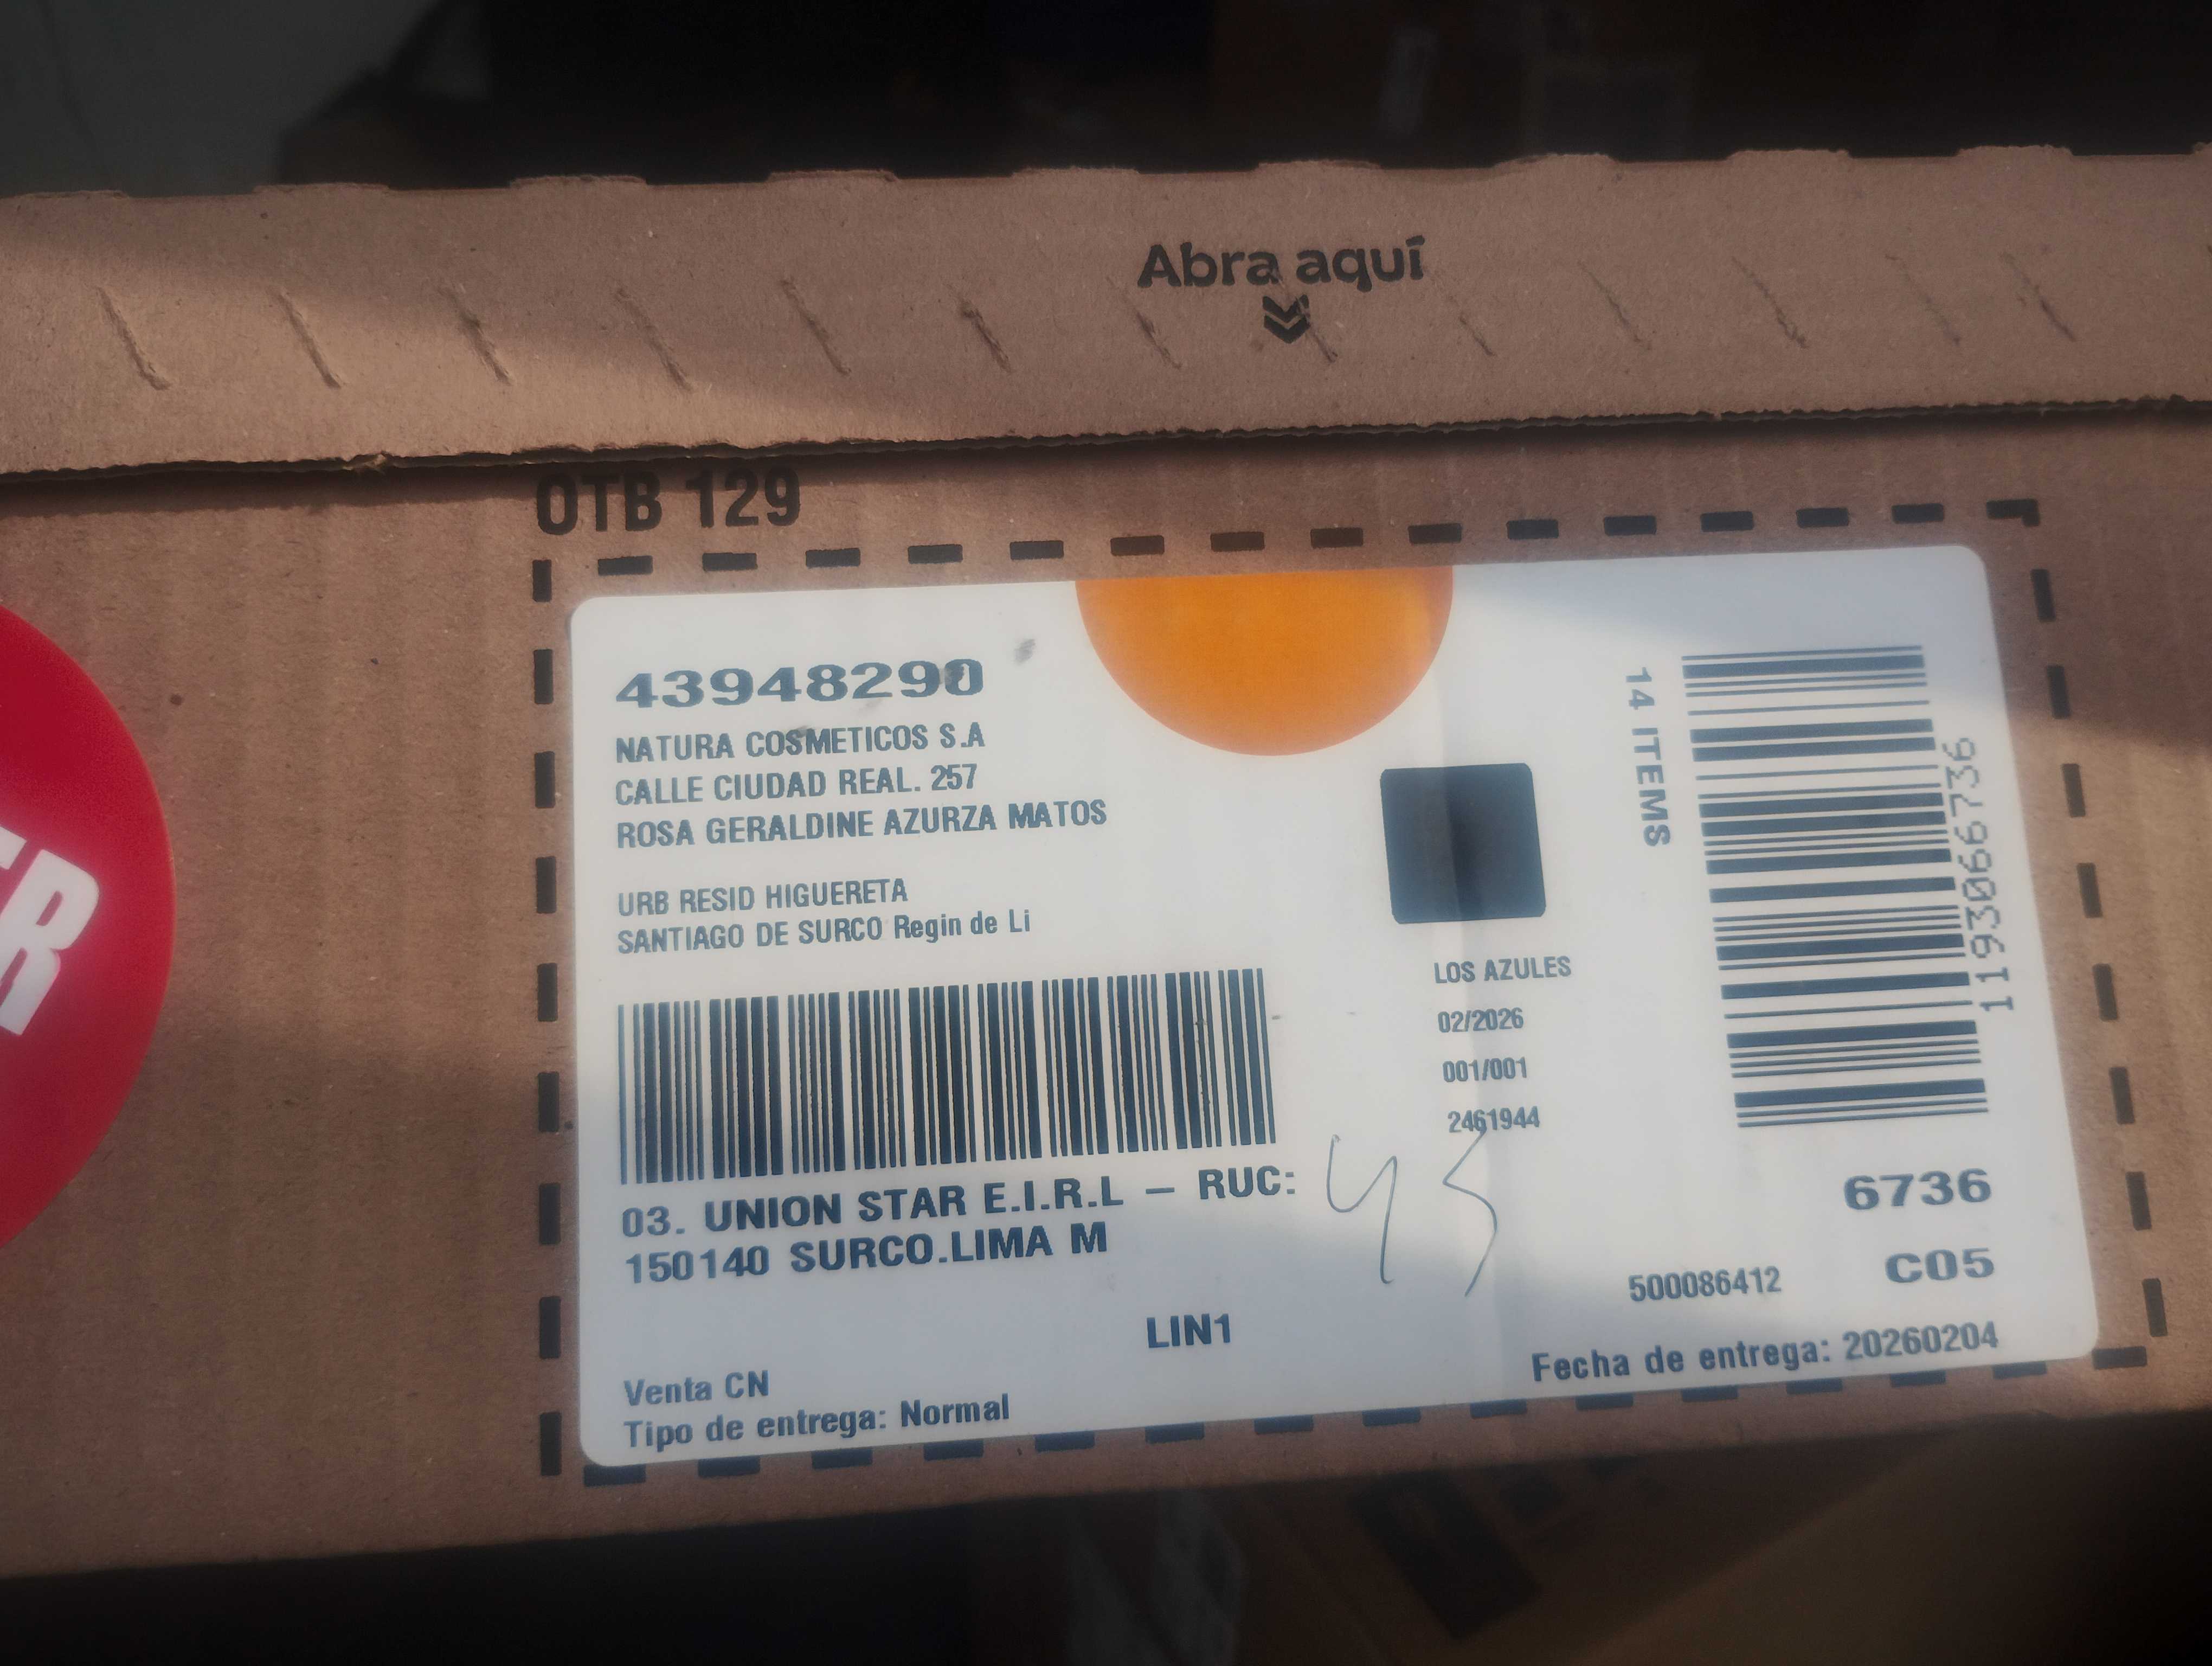 Abra aquí
OTB 129
43948290
NATURA COSMETICOS S.A
CALLE CIUDAD REAL. 257
ROSA GERALDINE AZURZA MATOS
URB RESID HIGUERETA
SANTIAGO DE SURCO Regin de Li
14 ITEMS
1193066736
LOS AZULES
02/2026
001/001
2461944
03. UNION STAR E.I.R.L – RUC:
150140 SURCO.LIMA M
45
6736
C05
500086412
LIN1
Fecha de entrega: 20260204
Venta CN
Tipo de entrega: Normal